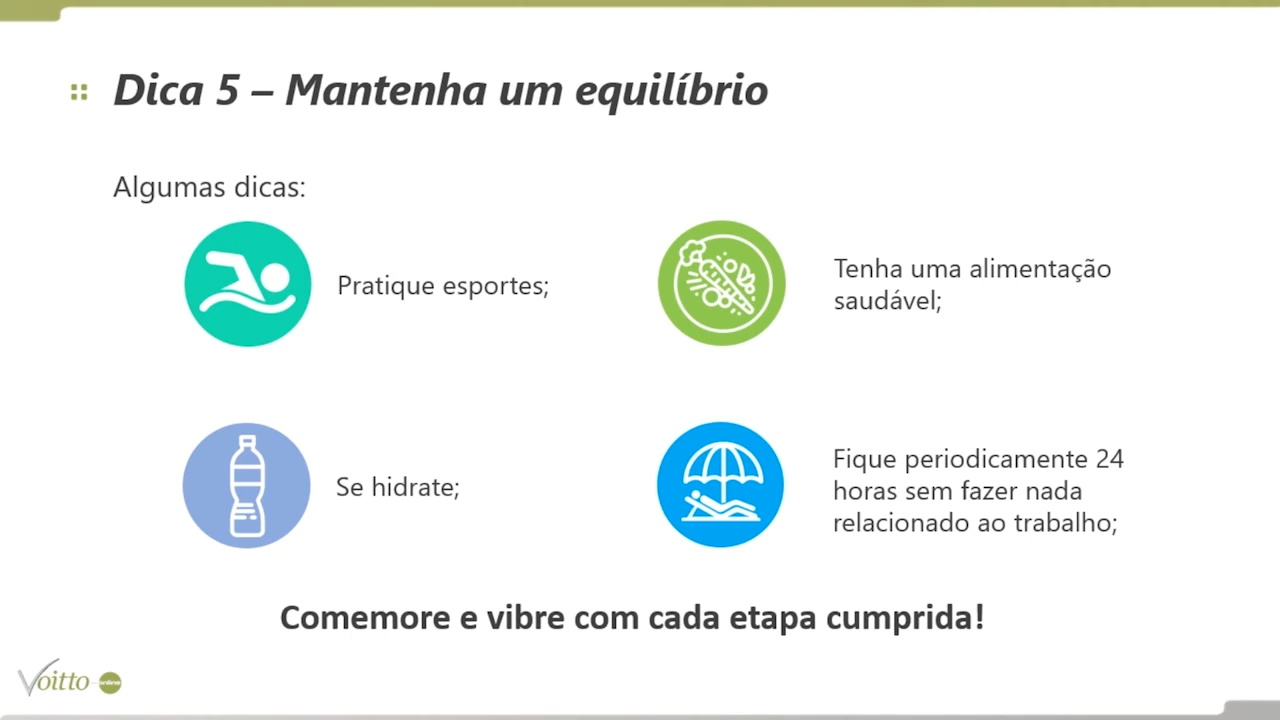 Dica 5 – Mantenha um equilíbrio
Algumas dicas:
Pratique esportes;
Tenha uma alimentação
saudável;
Se hidrate;
Fique periodicamente 24
horas sem fazer nada
relacionado ao trabalho;
Comemore e vibre com cada etapa cumprida!
Voitto online